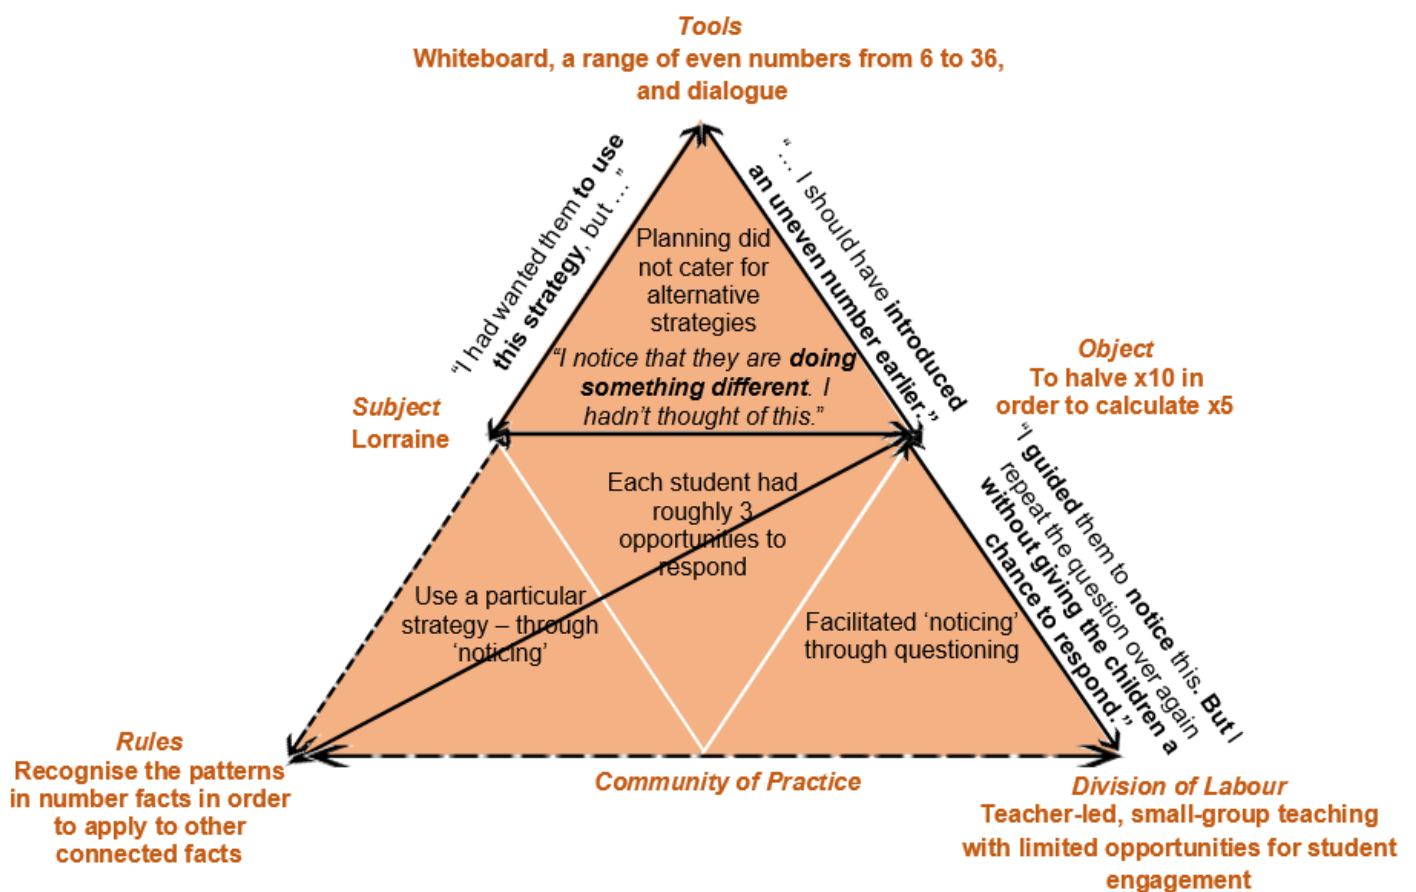 Tools
Whiteboard, a range of even numbers from 6 to 36,
and dialogue
“I had wanted them to use
this strategy, but …”
“… I should have introduced
an uneven number earlier.”
Planning did
not cater for
alternative
strategies
“I notice that they are doing
something different. I
hadn’t thought of this.”
Subject
Lorraine
Object
To halve x10 in
order to calculate x5
Each student had
roughly 3
opportunities to
respond
“I guided them to notice this. But I
repeat the question over again
without giving the children a
chance to respond.”
Use a particular
strategy – through
‘noticing’
Facilitated ‘noticing’
through questioning
Rules
Recognise the patterns
in number facts in order
to apply to other
connected facts
Community of Practice
Division of Labour
Teacher-led, small-group teaching
with limited opportunities for student
engagement